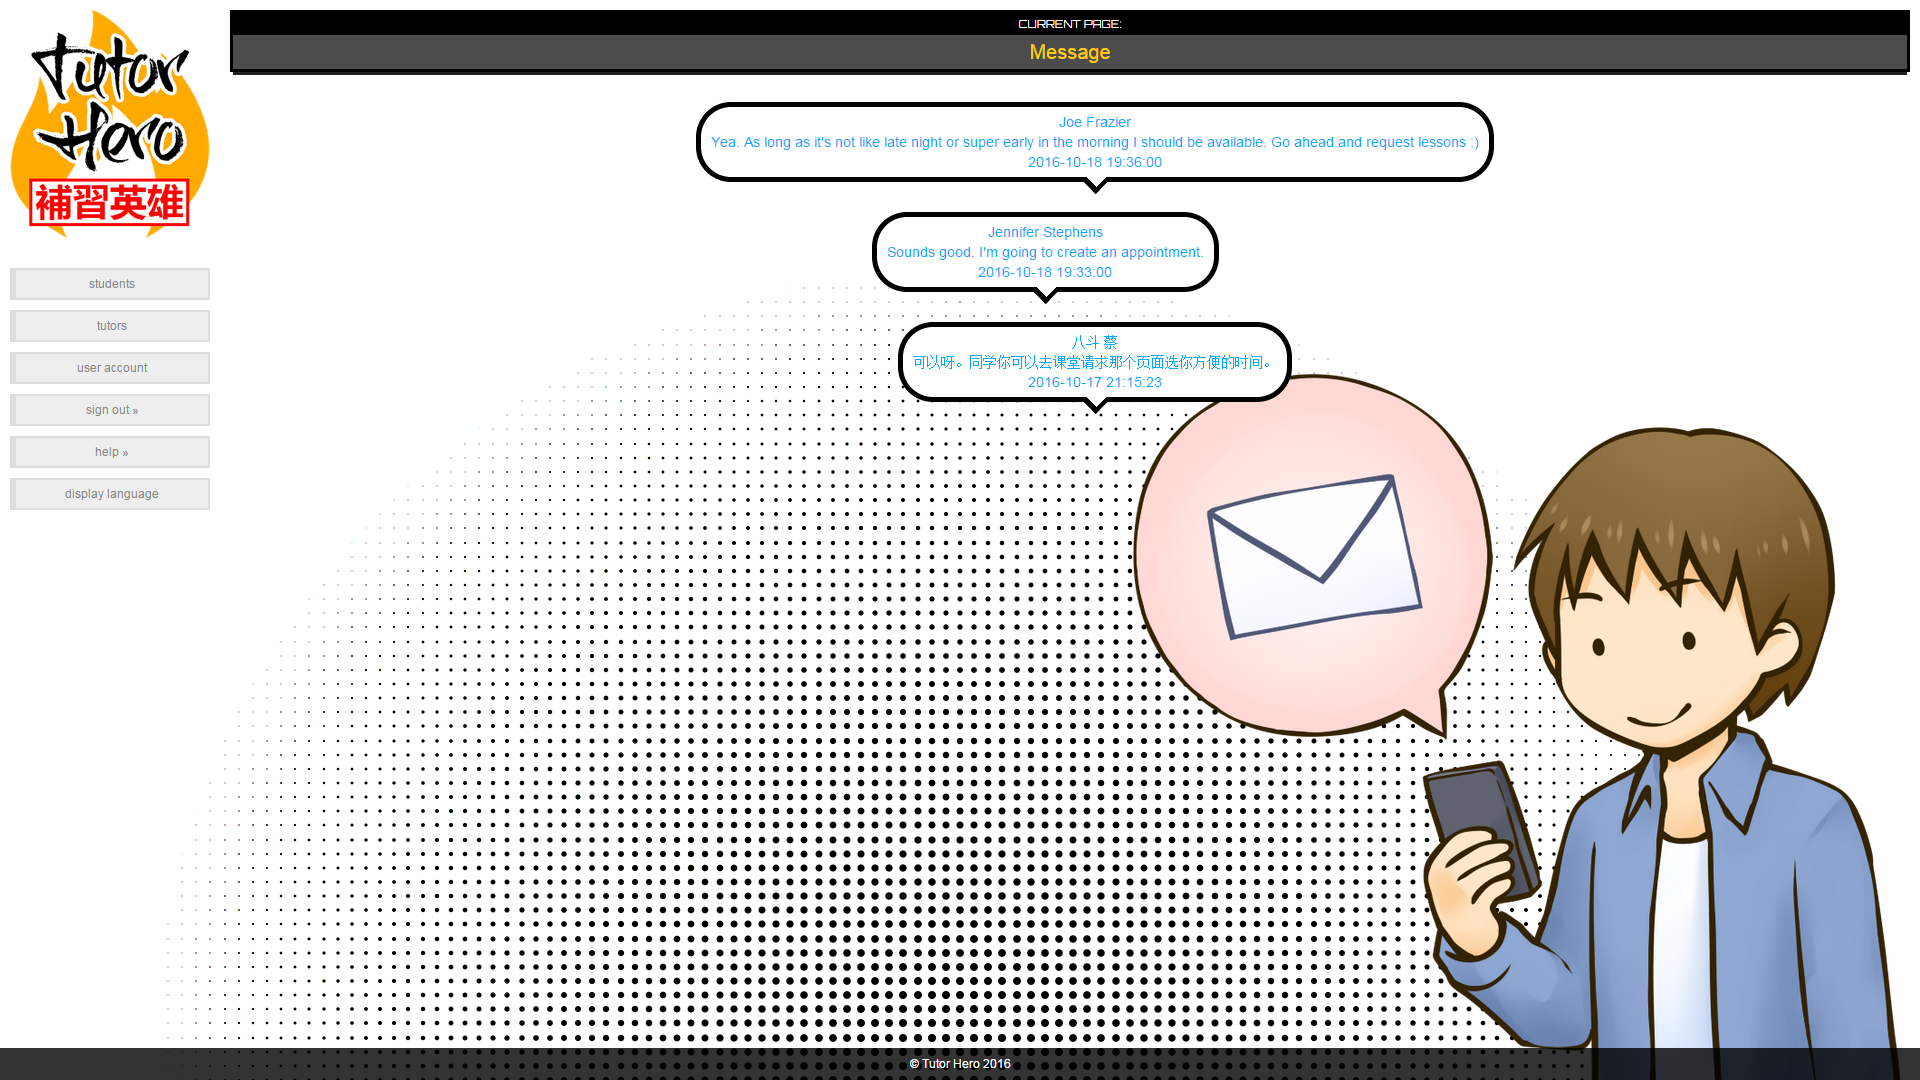 Tutor
Hero
補習英雄
students
tutors
user account
sign out »
help »
display language
CURRENT PAGE:
Message
Joe Frazier
Yea. As long as it's not like late night or super early in the morning I should be available. Go ahead and request lessons :)
2016-10-18 19:36:00
Jennifer Stephens
Sounds good. I'm going to create an appointment.
2016-10-18 19:33:00
八斗 蔡
可以呀。同学你可以去课堂请求那个页面选你方便的时间。
2016-10-17 21:15:23
© Tutor Hero 2016